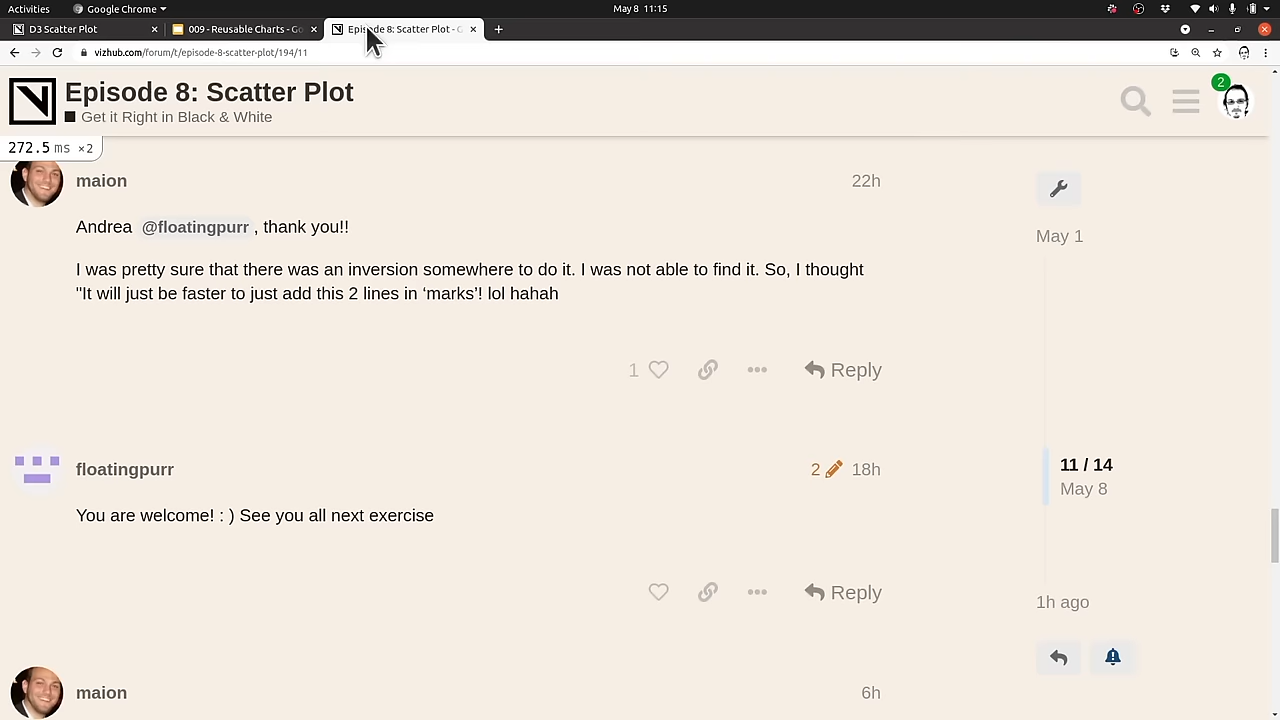 Activities Google Chrome May 8 11:15
D3 Scatter Plot 009 - Reusable Charts - Go Episode 8: Scatter Plot - G
vizhub.com/forum/t/episode-8-scatter-plot/194/11
Episode 8: Scatter Plot
Get it Right in Black & White
2
272.5 ms ×2
maion 22h
Andrea @floatingpurr , thank you!!
I was pretty sure that there was an inversion somewhere to do it. I was not able to find it. So, I thought
"It will just be faster to just add this 2 lines in ‘marks’! lol hahah
1 Reply
May 1
floatingpurr 2 18h
You are welcome! : ) See you all next exercise
11 / 14
May 8
Reply
1h ago
maion 6h